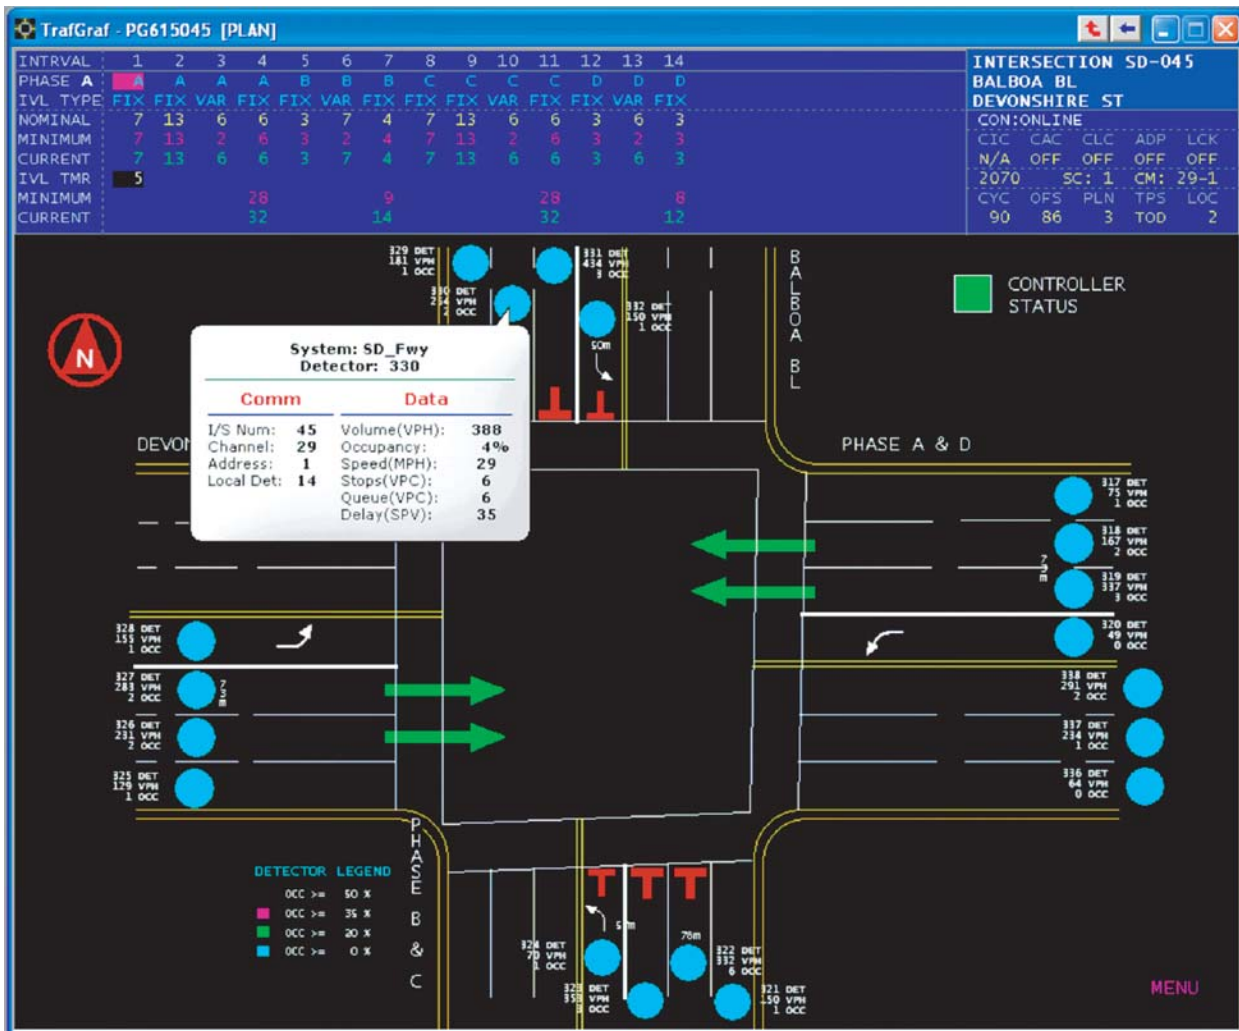 TrafGraf - PG615045 [PLAN]
INTRVAL 1 2 3 4 5 6 7 8 9 10 11 12 13 14
PHASE A A A A A B B B C C C C D D D
IVL TYPE FIX FIX VAR FIX FIX VAR FIX FIX FIX VAR FIX FIX VAR FIX
NOMINAL 7 13 6 6 3 7 4 7 13 6 6 3 6 3
MINIMUM 7 13 2 6 3 2 4 7 13 2 6 3 2 3
CURRENT 7 13 6 6 3 7 4 7 13 6 6 3 6 3
IVL TMR 5
MINIMUM 28 9 28 8
CURRENT 32 14 32 12
INTERSECTION SD-045
BALBOA BL
DEVONSHIRE ST
CON:ONLINE
CIC CAC CLC ADP LCK
N/A OFF OFF OFF OFF
2070 SC: 1 CM: 29-1
CYC OFS PLN TPS LOC
90 86 3 TOD 2
329 DET
181 VPH
1 OCC
330 DET
254 VPH
2 OCC
331 DET
434 VPH
3 OCC
332 DET
150 VPH
1 OCC
50m
BALBOA BL
CONTROLLER
STATUS
N
System: SD_Fwy
Detector: 330
Comm Data
I/S Num: 45 Volume(VPH): 388
Channel: 29 Occupancy: 4%
Address: 1 Speed(MPH): 29
Local Det: 14 Stops(VPC): 6
Queue(VPC): 6
Delay(SPV): 35
DEVON
PHASE A & D
317 DET
75 VPH
1 OCC
318 DET
167 VPH
2 OCC
73m
319 DET
337 VPH
3 OCC
320 DET
49 VPH
0 OCC
328 DET
155 VPH
1 OCC
327 DET
283 VPH
2 OCC
73m
326 DET
231 VPH
2 OCC
325 DET
129 VPH
1 OCC
338 DET
291 VPH
2 OCC
337 DET
234 VPH
1 OCC
336 DET
64 VPH
0 OCC
PHASE B & C
DETECTOR LEGEND
OCC >= 50 %
OCC >= 35 %
OCC >= 20 %
OCC >= 0 %
76m
324 DET
70 VPH
1 OCC
322 DET
332 VPH
6 OCC
323 DET
353 VPH
3 OCC
321 DET
150 VPH
1 OCC
MENU